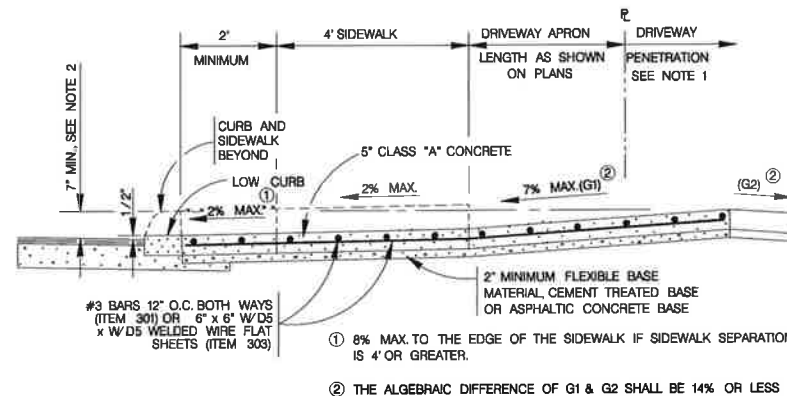 2'
MINIMUM
4' SIDEWALK
DRIVEWAY APRON
LENGTH AS SHOWN
ON PLANS
PL
DRIVEWAY
PENETRATION
SEE NOTE 1
7" MIN., SEE NOTE 2
1/2"
CURB AND
SIDEWALK
BEYOND
LOW CURB
5" CLASS "A" CONCRETE
2% MAX. ①
2% MAX.
7% MAX.(G1) ②
(G2) ②
#3 BARS 12" O.C. BOTH WAYS
(ITEM 301) OR 6" x 6" W/D5
x W/D5 WELDED WIRE FLAT
SHEETS (ITEM 303)
2" MINIMUM FLEXIBLE BASE
MATERIAL, CEMENT TREATED BASE
OR ASPHALTIC CONCRETE BASE
① 8% MAX. TO THE EDGE OF THE SIDEWALK IF SIDEWALK SEPARATION
IS 4' OR GREATER.
② THE ALGEBRAIC DIFFERENCE OF G1 & G2 SHALL BE 14% OR LESS